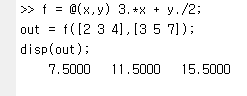 >> f = @(x,y) 3.*x + y./2;
out = f([2 3 4],[3 5 7]);
disp(out);
7.5000 11.5000 15.5000